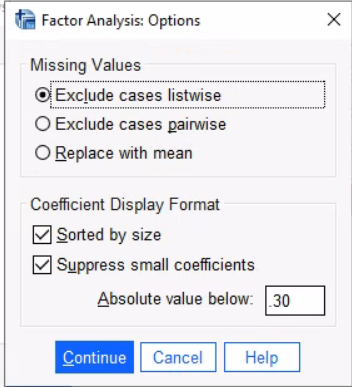 Factor Analysis: Options
Missing Values
Exclude cases listwise
Exclude cases pairwise
Replace with mean
Coefficient Display Format
Sorted by size
Suppress small coefficients
Absolute value below: .30
Continue Cancel Help